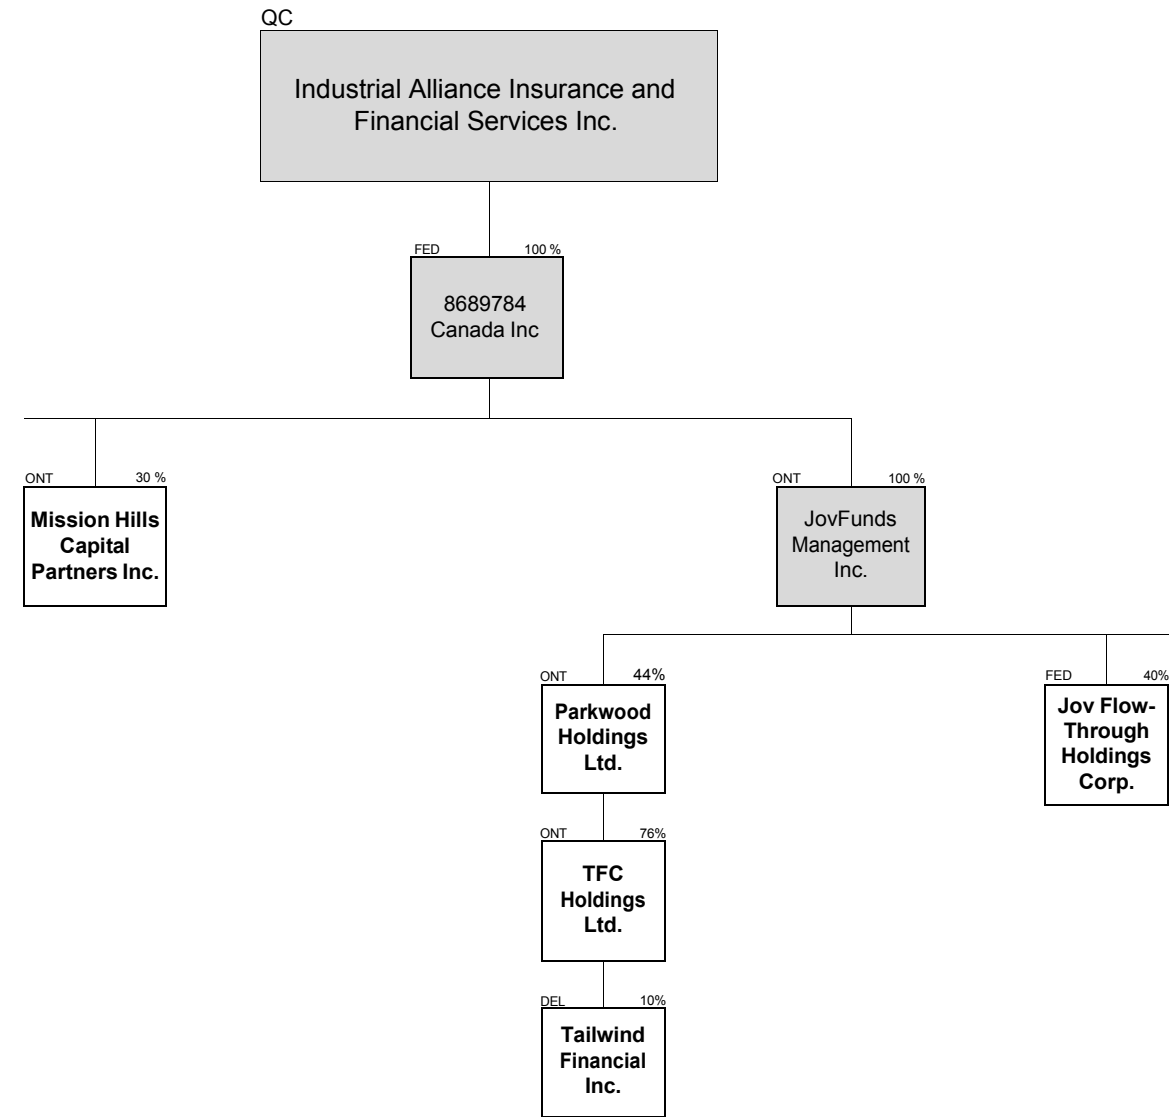 QC
Industrial Alliance Insurance and
Financial Services Inc.
FED 100 %
8689784
Canada Inc
ONT 30 %
Mission Hills
Capital
Partners Inc.
ONT 100 %
JovFunds
Management
Inc.
ONT 44%
Parkwood
Holdings
Ltd.
FED 40%
Jov Flow-
Through
Holdings
Corp.
ONT 76%
TFC
Holdings
Ltd.
DEL 10%
Tailwind
Financial
Inc.